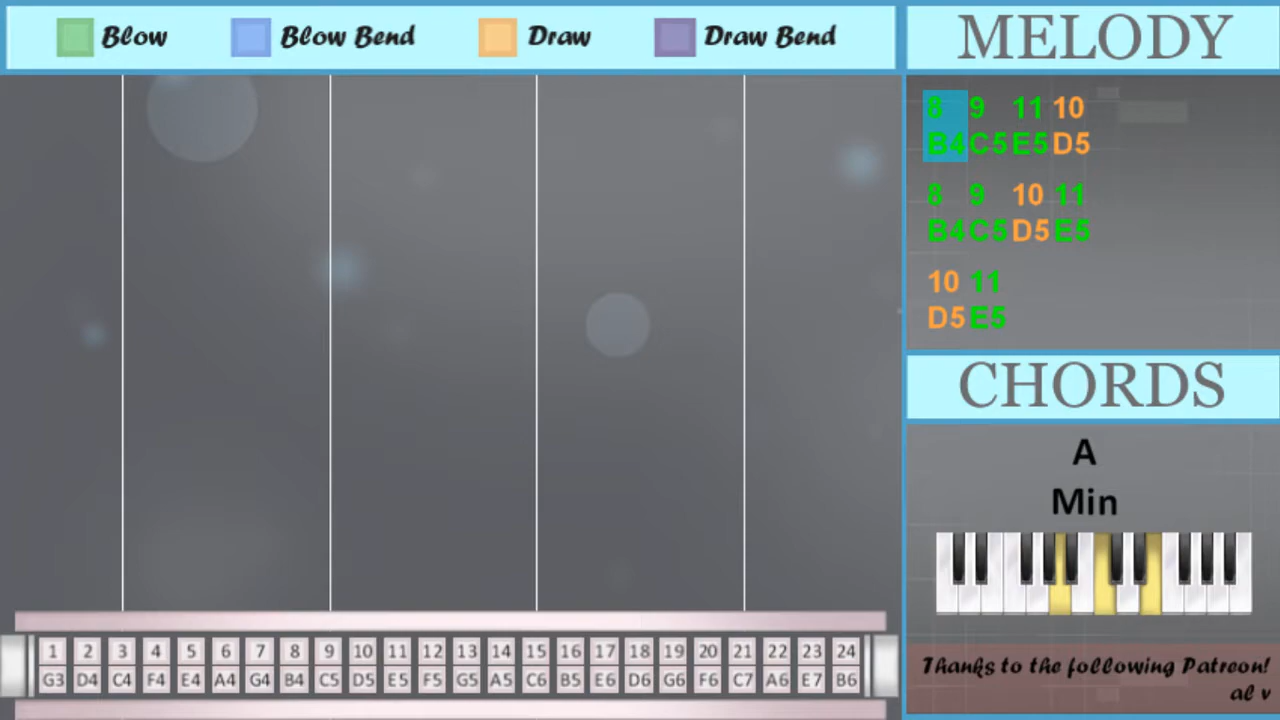 Blow Blow Bend Draw Draw Bend
MELODY
8 9 11 10
B4 C5 E5 D5
8 9 10 11
B4 C5 D5 E5
10 11
D5 E5
CHORDS
A
Min
Thanks to the following Patreon!
al v
1 2 3 4 5 6 7 8 9 10 11 12 13 14 15 16 17 18 19 20 21 22 23 24
G3 D4 C4 F4 E4 A4 G4 B4 C5 D5 E5 F5 G5 A5 C6 B5 E6 D6 G6 F6 C7 A6 E7 B6